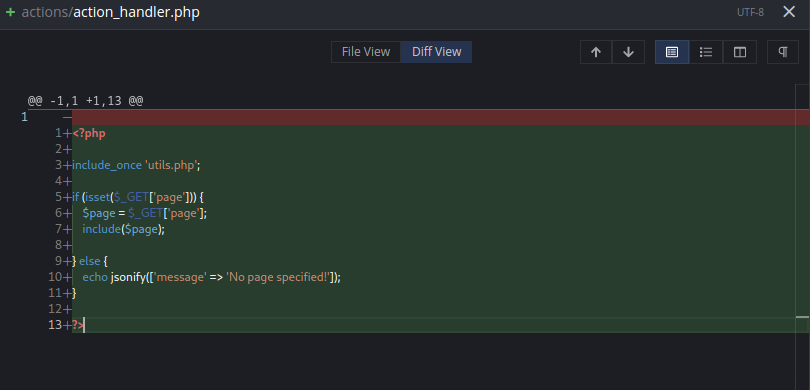 + actions/action_handler.php UTF-8 ×
File View Diff View ¶
@@ -1,1 +1,13 @@
1 −
1+<?php
2+
3+include_once 'utils.php';
4+
5+if (isset($_GET['page'])) {
6+ $page = $_GET['page'];
7+ include($page);
8+
9+} else {
10+ echo jsonify(['message' => 'No page specified!']);
11+}
12+
13+?>